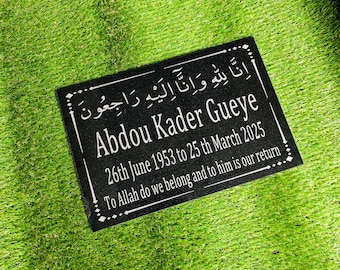 اِنَّا لِلّٰهِ وَاِنَّٓا اِلَيْهِ رَاجِعُونَ
Abdou Kader Gueye
26th June 1953 to 25 th March 2025
To Allah do we belong and to him is our return